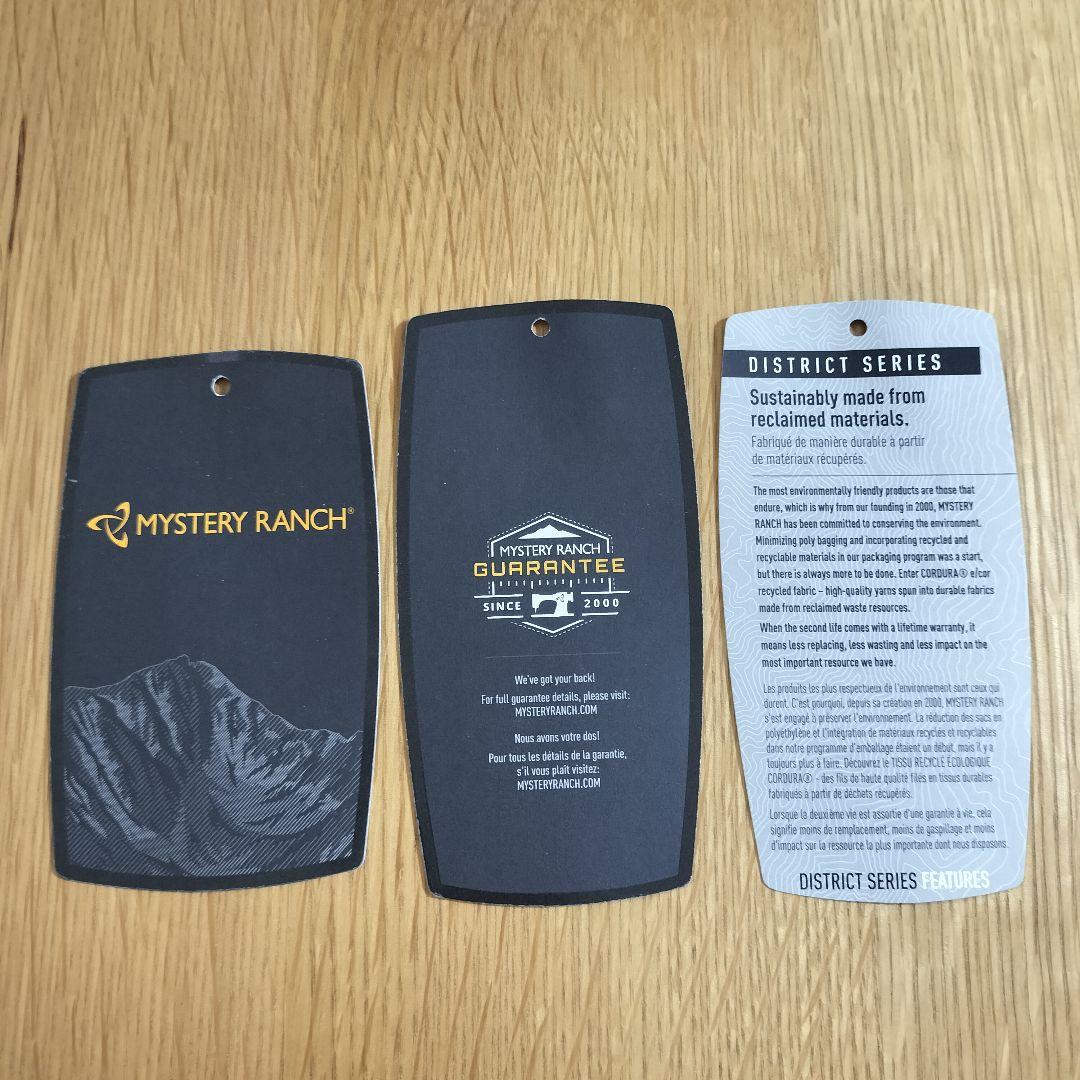 MYSTERY RANCH®
MYSTERY RANCH
GUARANTEE
SINCE 2000
We've got your back!
For full guarantee details, please visit:
MYSTERYRANCH.COM
Nous avons votre dos!
Pour tous les détails de la garantie,
s'il vous plaît visitez:
MYSTERYRANCH.COM
DISTRICT SERIES
Sustainably made from
reclaimed materials.
Fabriqué de manière durable à partir
de matériaux récupérés.
The most environmentally friendly products are those that
endure, which is why from our founding in 2000, MYSTERY
RANCH has been committed to conserving the environment.
Minimizing poly bagging and incorporating recycled and
recyclable materials in our packaging program was a start,
but there is always more to be done. Enter CORDURA® e/cor
recycled fabric – high-quality yarns spun into durable fabrics
made from reclaimed waste resources.
When the second life comes with a lifetime warranty, it
means less replacing, less wasting and less impact on the
most important resource we have.
Les produits les plus respectueux de l'environnement sont ceux qui
durent. C'est pourquoi, depuis sa création en 2000, MYSTERY RANCH
s'est engagé à préserver l'environnement. La réduction des sacs en
polyéthylène et l'intégration de matériaux recyclés et recyclables
dans notre programme d'emballage étaient un début, mais il y a
toujours plus à faire. Découvrez le TISSU RECYCLÉ ÉCOLOGIQUE
CORDURA® - des fils de haute qualité filés en tissus durables
fabriqués à partir de déchets récupérés.
Lorsque la deuxième vie est assortie d'une garantie à vie, cela
signifie moins de remplacement, moins de gaspillage et moins
d'impact sur la ressource la plus importante dont nous disposons.
DISTRICT SERIES FEATURES